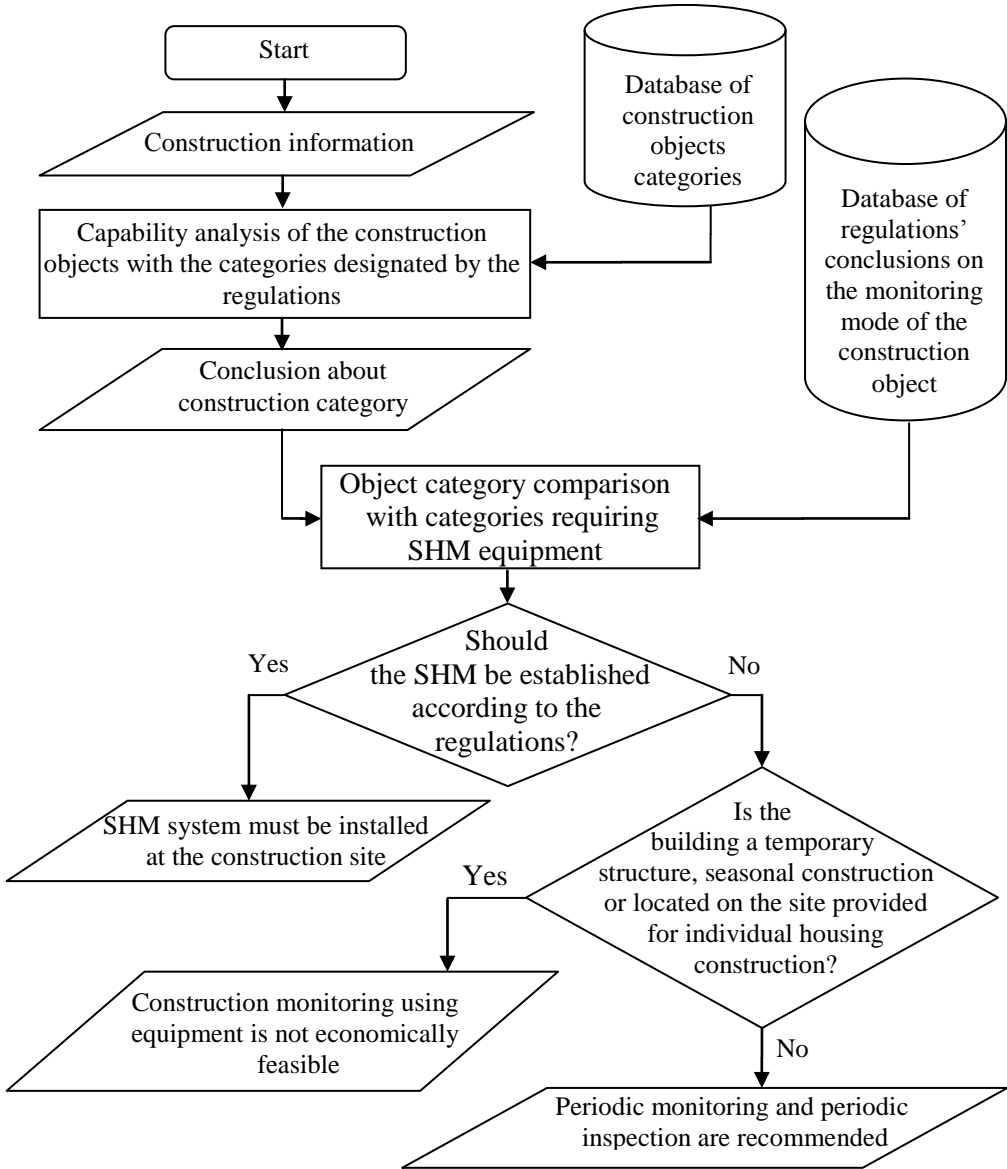 Start
Construction information
Database of
construction
objects
categories
Database of
regulations’
conclusions on
the monitoring
mode of the
construction
object
Capability analysis of the construction
objects with the categories designated by the
regulations
Conclusion about
construction category
Object category comparison
with categories requiring
SHM equipment
Should
the SHM be established
according to the
regulations?
Yes
No
SHM system must be installed
at the construction site
Is the
building a temporary
structure, seasonal construction
or located on the site provided
for individual housing
construction?
Yes
Construction monitoring using
equipment is not economically
feasible
No
Periodic monitoring and periodic
inspection are recommended